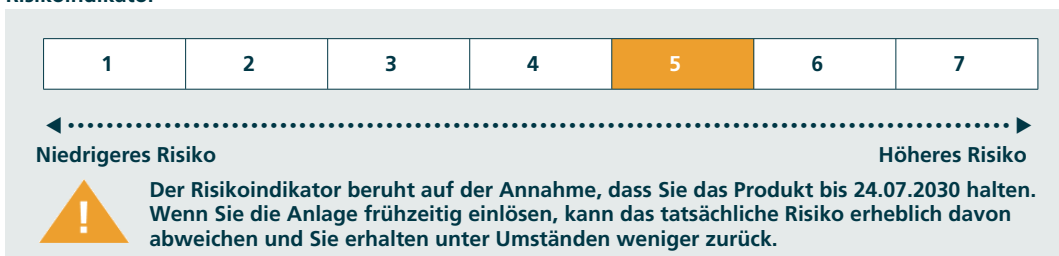 Risikoindikator
1 2 3 4 5 6 7
Niedrigeres Risiko Höheres Risiko
! Der Risikoindikator beruht auf der Annahme, dass Sie das Produkt bis 24.07.2030 halten.
Wenn Sie die Anlage frühzeitig einlösen, kann das tatsächliche Risiko erheblich davon
abweichen und Sie erhalten unter Umständen weniger zurück.